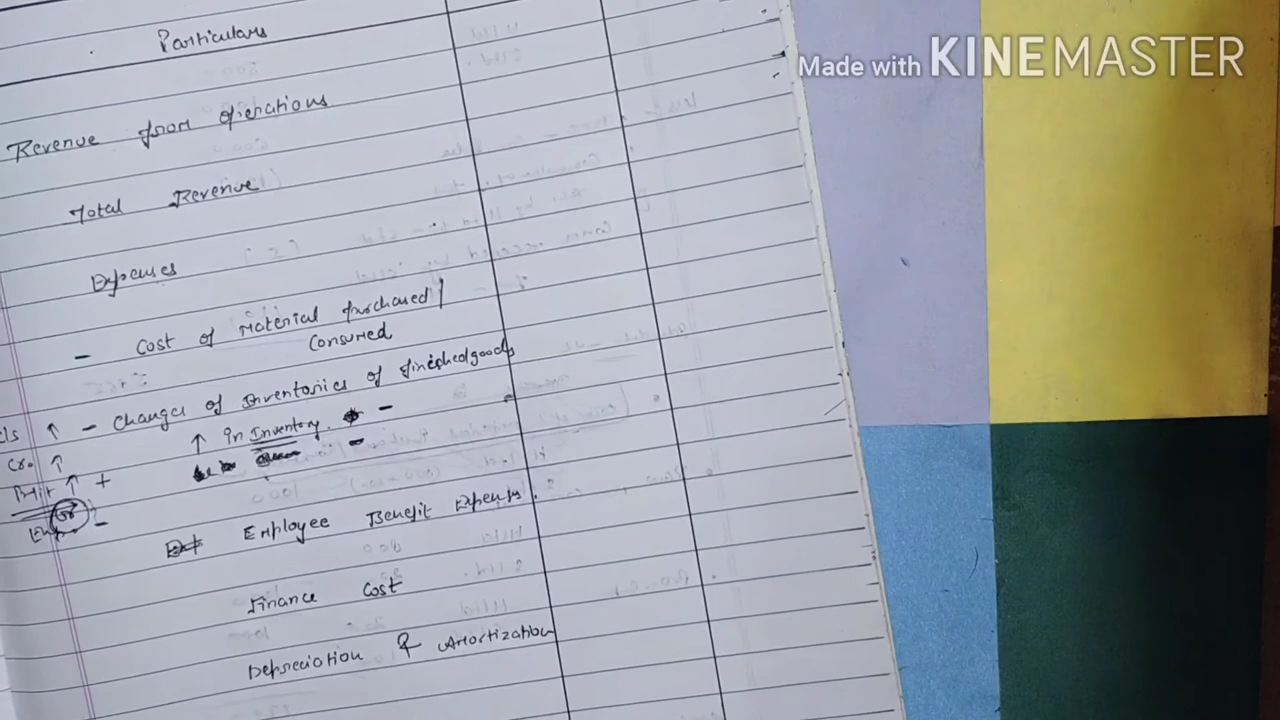 Made with KINEMASTER
Particulars
Revenue from operations
Total Revenue
Expenses
- Cost of Material Purchased /
Consumed
- Changes of Inventories of finished goods
↑ in Inventory. -
Cr. ↑
↑ +
-
Employee Benefit Expenses.
Finance Cost
Depreciation & Amortization